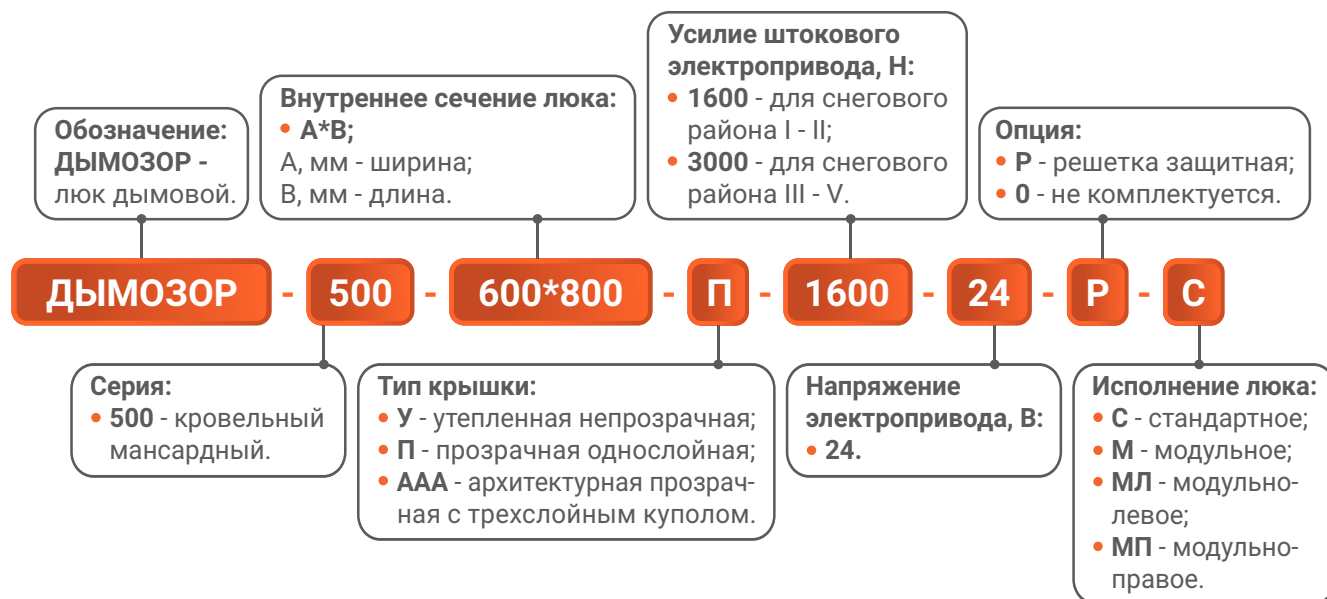 Обозначение:
ДЫМОЗОР -
люк дымовой.
Внутреннее сечение люка:
• А*В;
А, мм - ширина;
В, мм - длина.
Усилие штокового
электропривода, Н:
• 1600 - для снегового
района I - II;
• 3000 - для снегового
района III - V.
Опция:
• Р - решетка защитная;
• 0 - не комплектуется.
ДЫМОЗОР - 500 - 600*800 - П - 1600 - 24 - Р - С
Серия:
• 500 - кровельный
мансардный.
Тип крышки:
• У - утепленная непрозрачная;
• П - прозрачная однослойная;
• ААА - архитектурная прозрач-
ная с трехслойным куполом.
Напряжение
электропривода, В:
• 24.
Исполнение люка:
• С - стандартное;
• М - модульное;
• МЛ - модульно-
левое;
• МП - модульно-
правое.